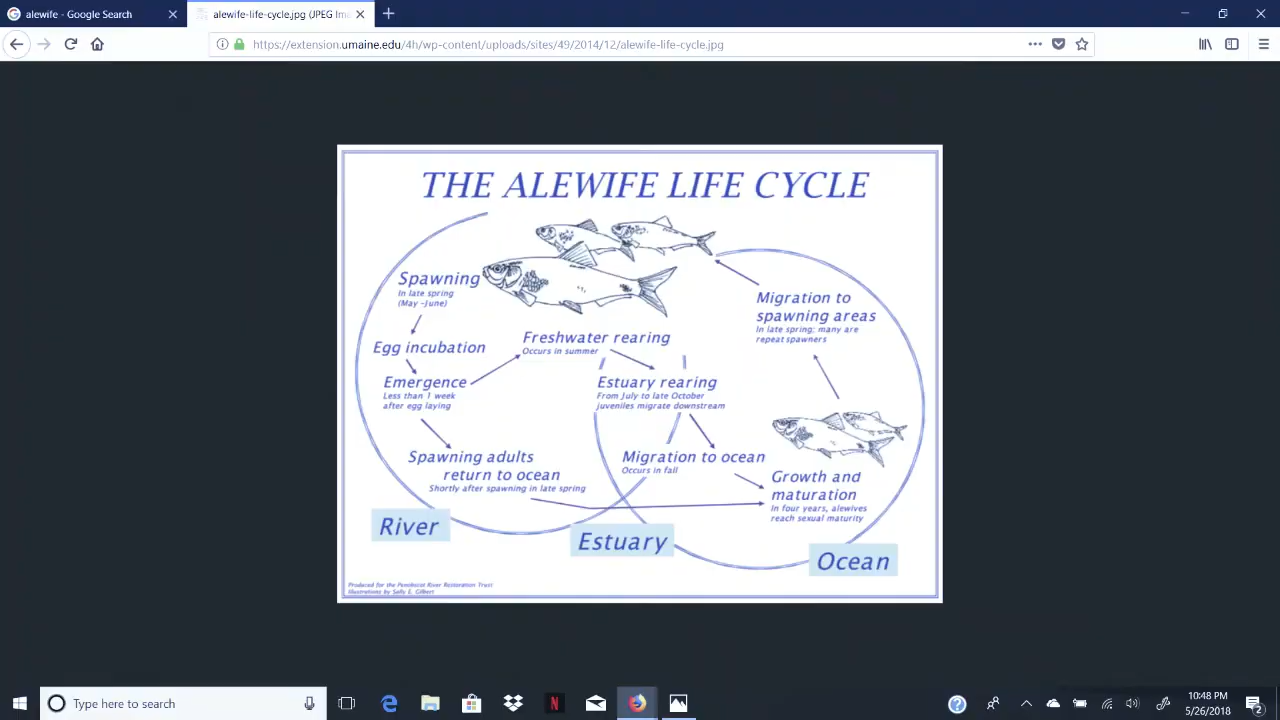 alewife - Google Search
alewife-life-cycle.jpg (JPEG Ima
https://extension.umaine.edu/4h/wp-content/uploads/sites/49/2014/12/alewife-life-cycle.jpg
THE ALEWIFE LIFE CYCLE
Spawning
In late spring
(May -June)
Egg incubation
Emergence
Less than 1 week
after egg laying
Freshwater rearing
Occurs in summer
Estuary rearing
From July to late October
juveniles migrate downstream
Migration to
spawning areas
In late spring; many are
repeat spawners
Spawning adults
return to ocean
Shortly after spawning in late spring
Migration to ocean
Occurs in fall
Growth and
maturation
In four years, alewives
reach sexual maturity
River
Estuary
Ocean
Produced for the Penobscot River Restoration Trust
Illustrations by Sally E. Gilbert
Type here to search
10:48 PM
5/26/2018
2